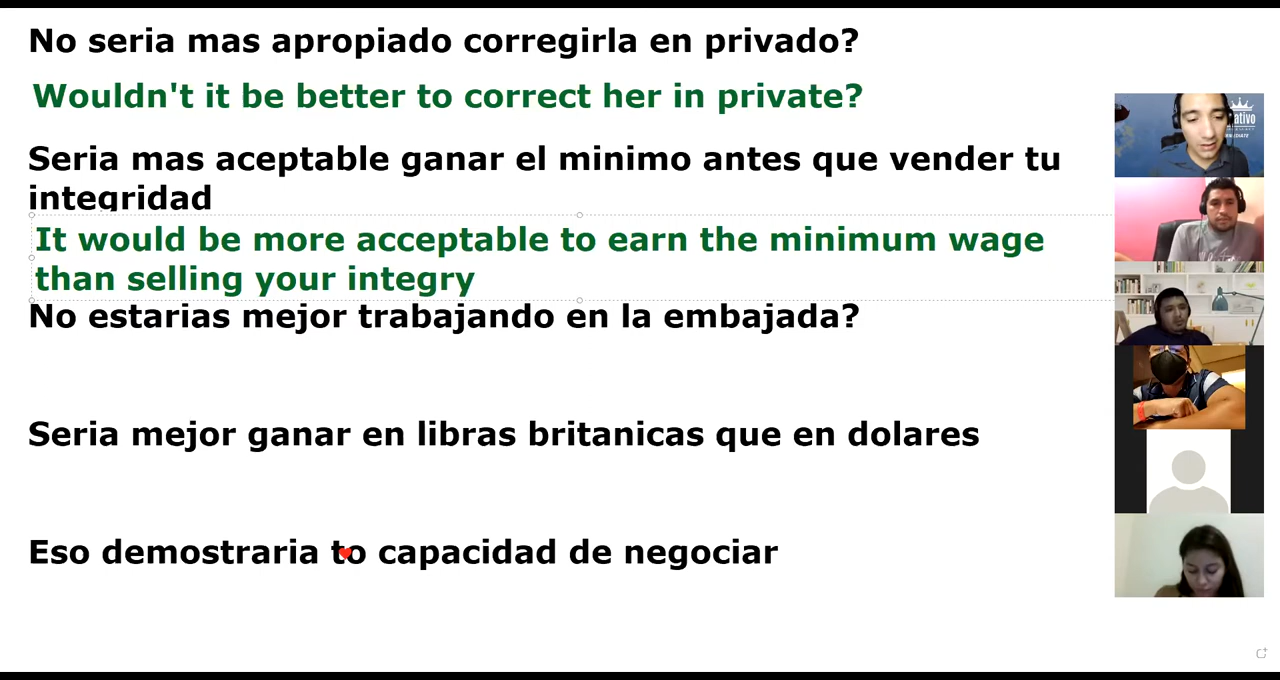 No seria mas apropiado corregirla en privado?
Wouldn't it be better to correct her in private?
Seria mas aceptable ganar el minimo antes que vender tu
integridad
It would be more acceptable to earn the minimum wage
than selling your integry
No estarias mejor trabajando en la embajada?
Seria mejor ganar en libras britanicas que en dolares
Eso demostraria to capacidad de negociar